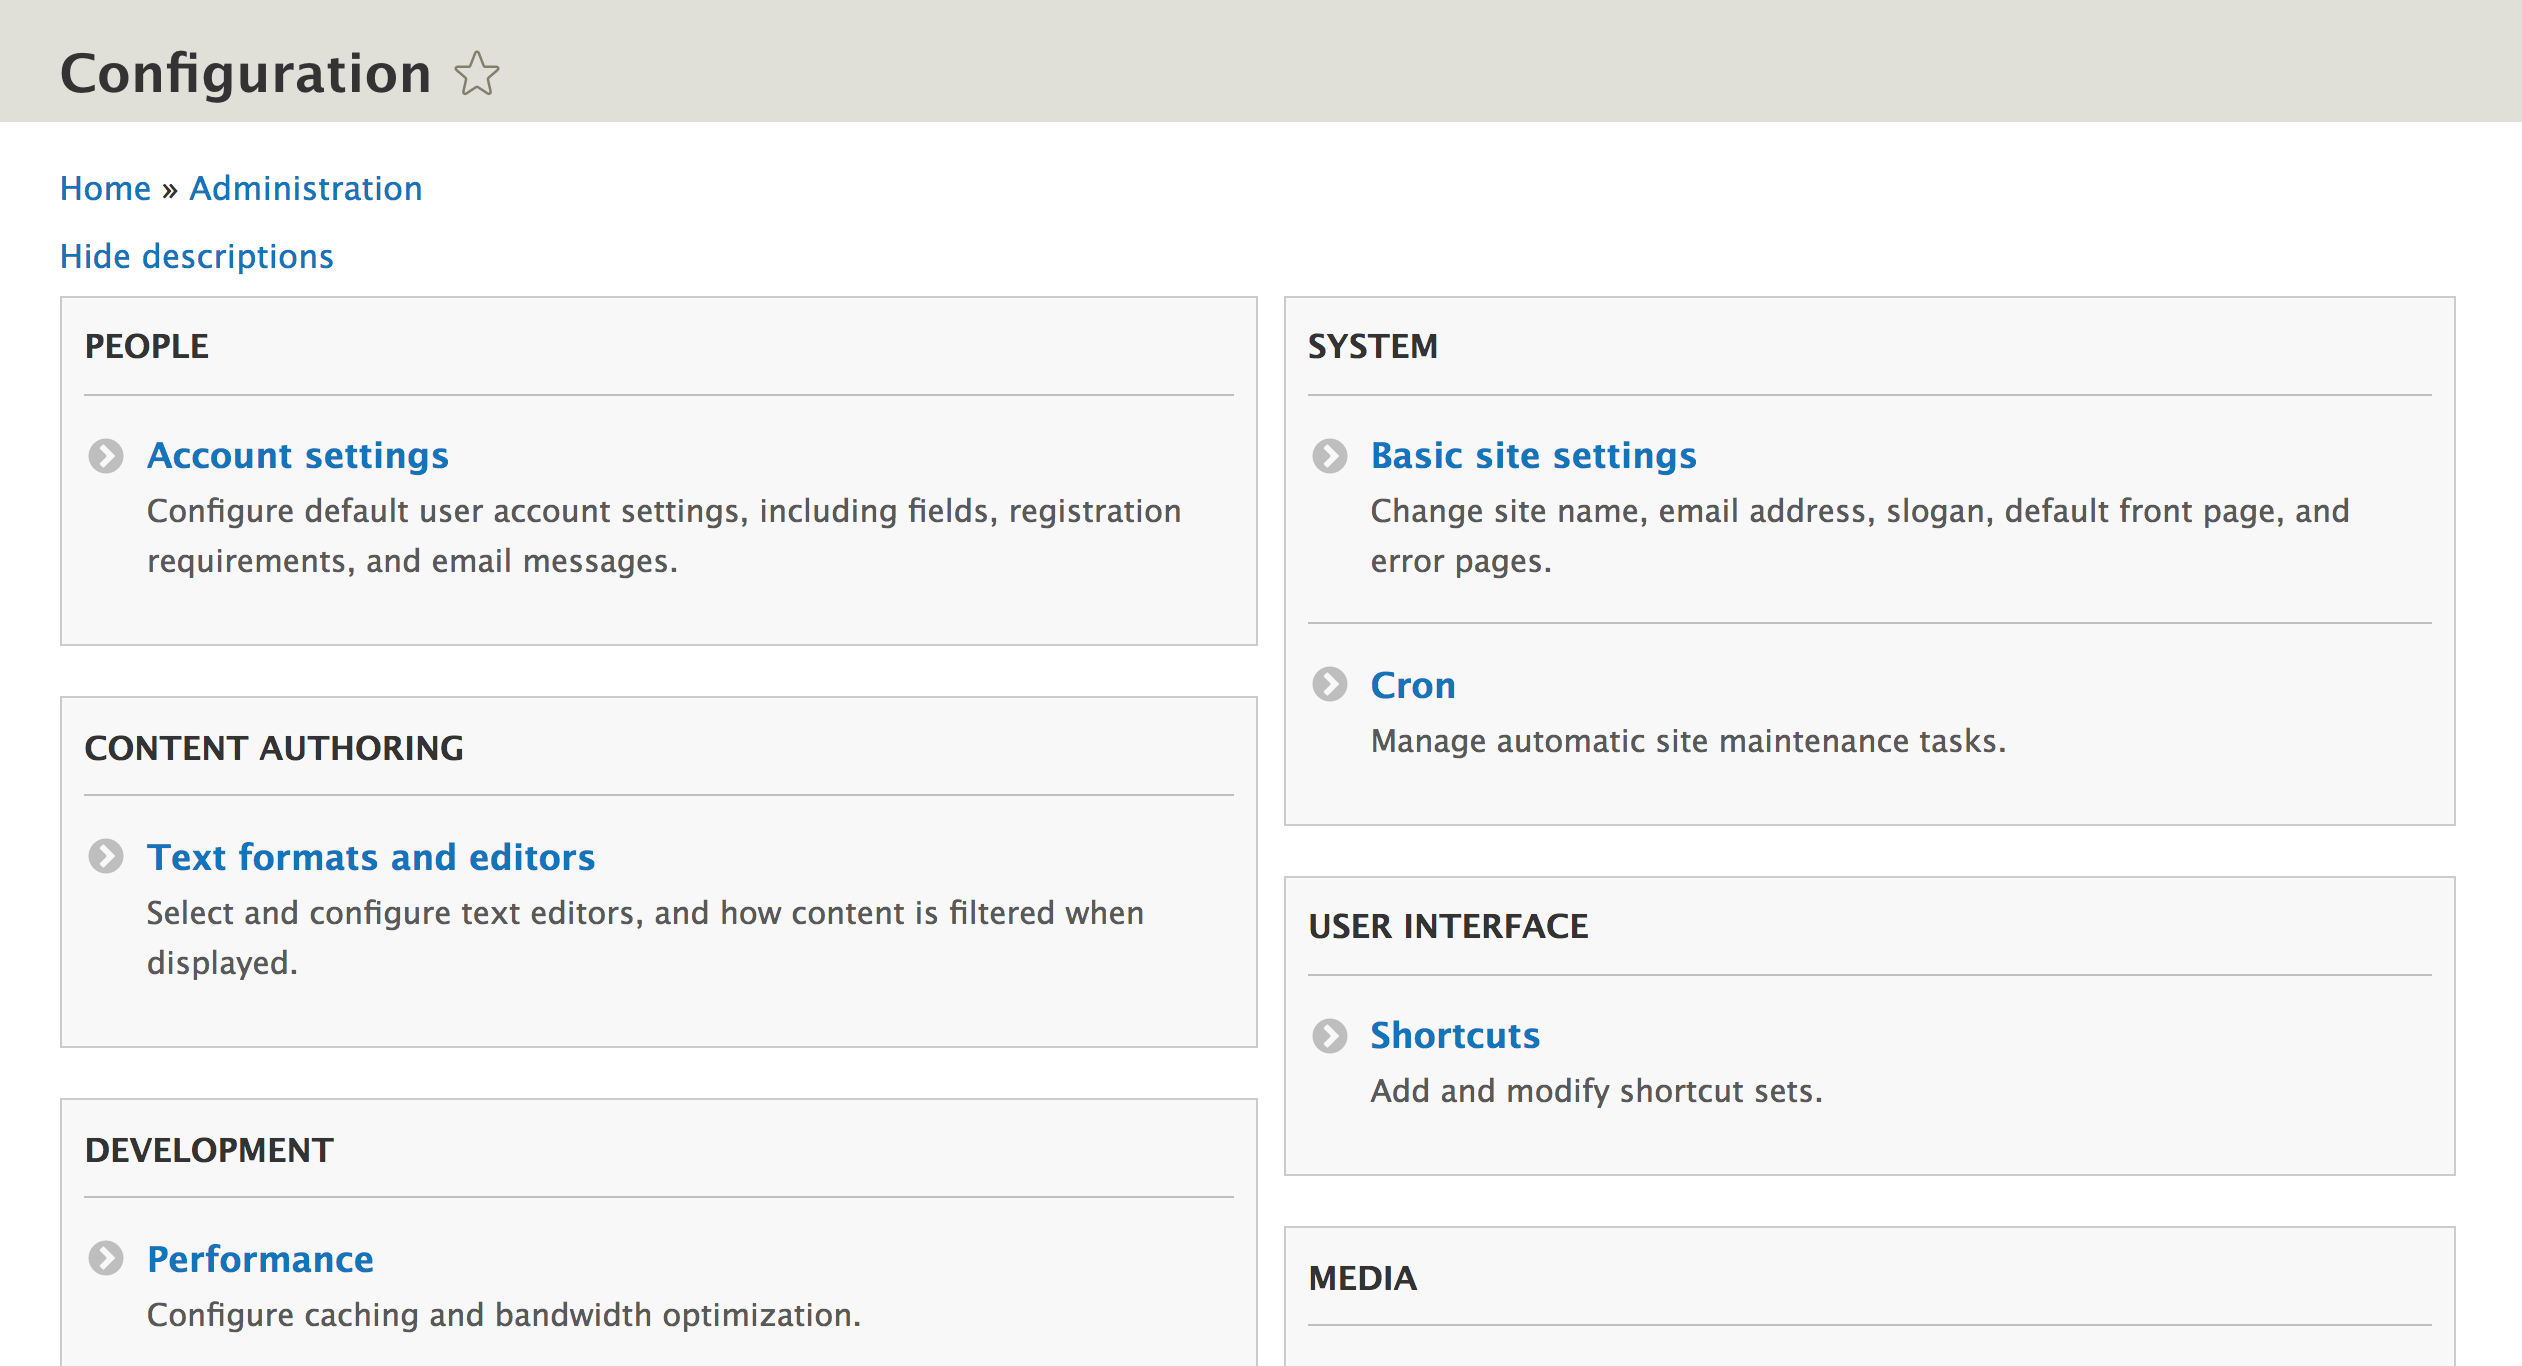 Configuration
Home » Administration
Hide descriptions
PEOPLE
Account settings
Configure default user account settings, including fields, registration
requirements, and email messages.
CONTENT AUTHORING
Text formats and editors
Select and configure text editors, and how content is filtered when
displayed.
DEVELOPMENT
Performance
Configure caching and bandwidth optimization.
SYSTEM
Basic site settings
Change site name, email address, slogan, default front page, and
error pages.
Cron
Manage automatic site maintenance tasks.
USER INTERFACE
Shortcuts
Add and modify shortcut sets.
MEDIA